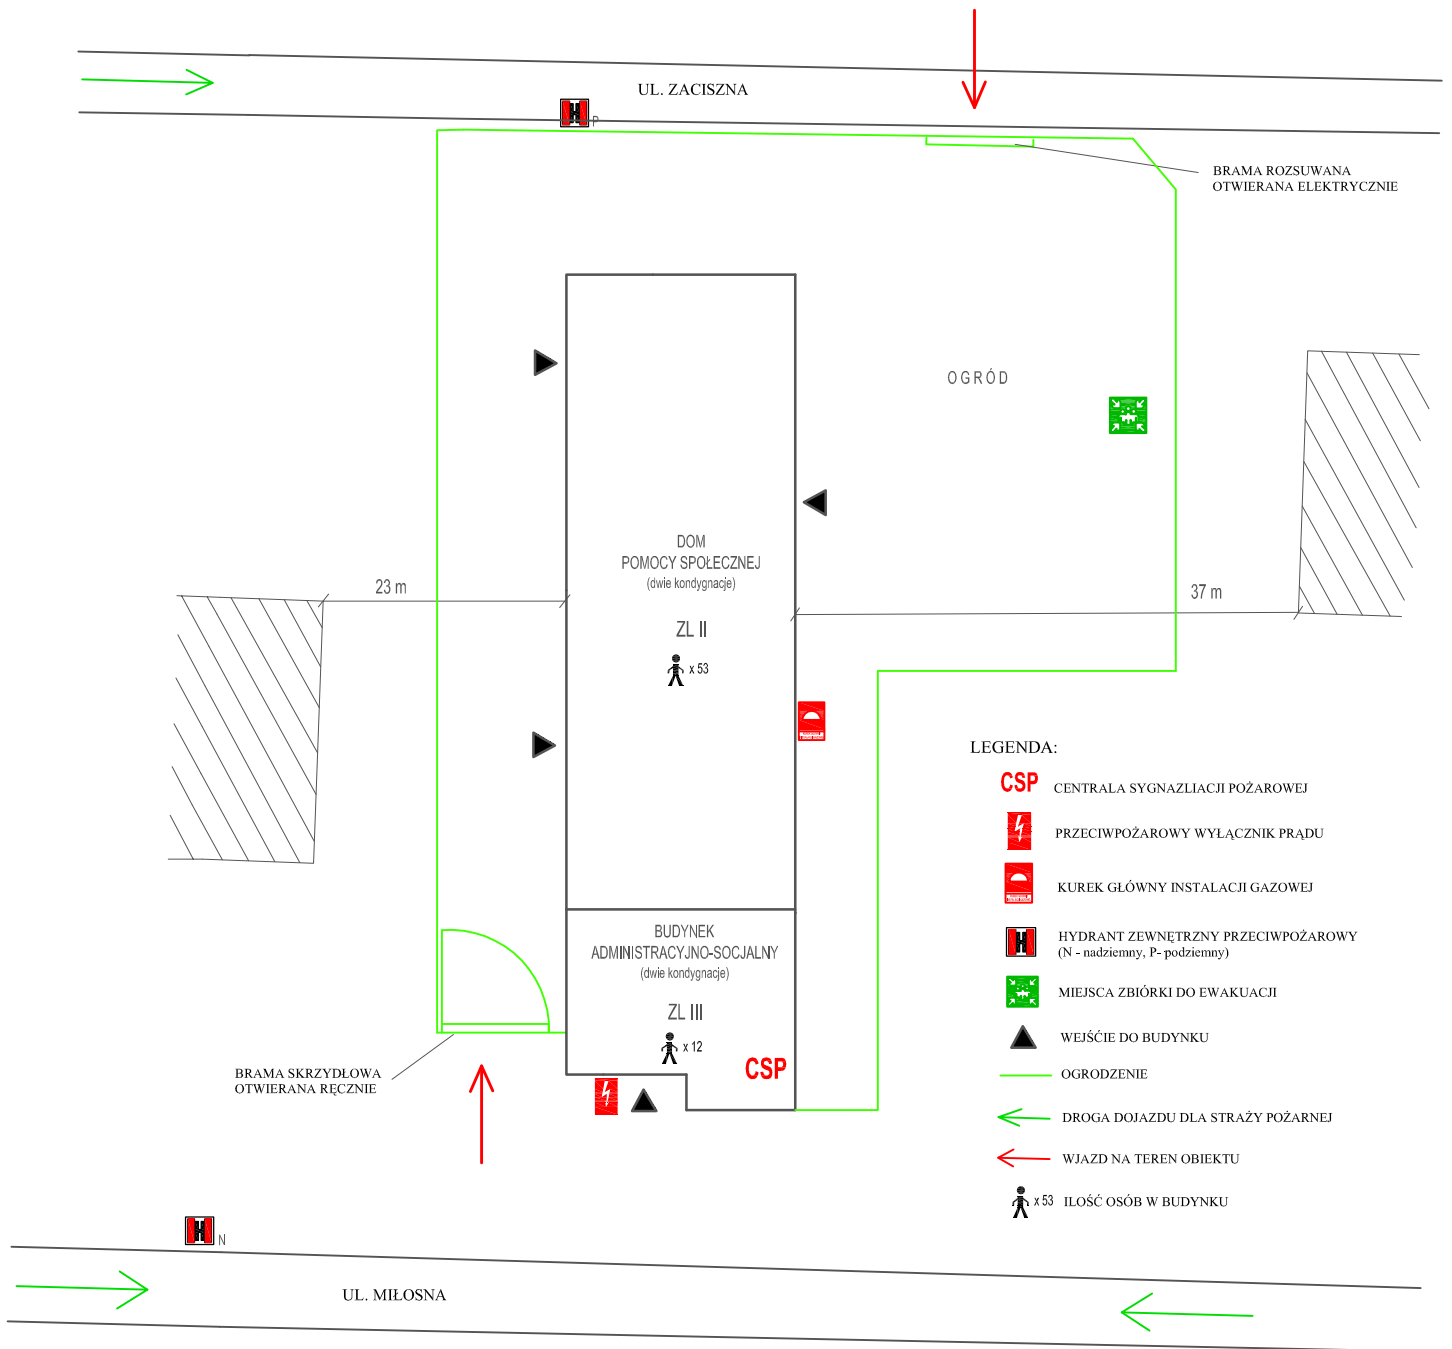 UL. ZACISZNA
P
BRAMA ROZSUWANA
OTWIERANA ELEKTRYCZNIE
OGRÓD
DOM
POMOCY SPOŁECZNEJ
(dwie kondygnacje)
23 m
37 m
ZL II
x 53
BUDYNEK
ADMINISTRACYJNO-SOCJALNY
(dwie kondygnacje)
ZL III
x 12
CSP
BRAMA SKRZYDŁOWA
OTWIERANA RĘCZNIE
LEGENDA:
CSP CENTRALA SYGNAZLIACJI POŻAROWEJ
PRZECIWPOŻAROWY WYŁĄCZNIK PRĄDU
KUREK GŁÓWNY INSTALACJI GAZOWEJ
H HYDRANT ZEWNĘTRZNY PRZECIWPOŻAROWY
(N - nadziemny, P- podziemny)
MIEJSCA ZBIÓRKI DO EWAKUACJI
WEJŚĆIE DO BUDYNKU
OGRODZENIE
DROGA DOJAZDU DLA STRAŻY POŻARNEJ
WJAZD NA TEREN OBIEKTU
x 53 ILOŚĆ OSÓB W BUDYNKU
H N
UL. MIŁOSNA